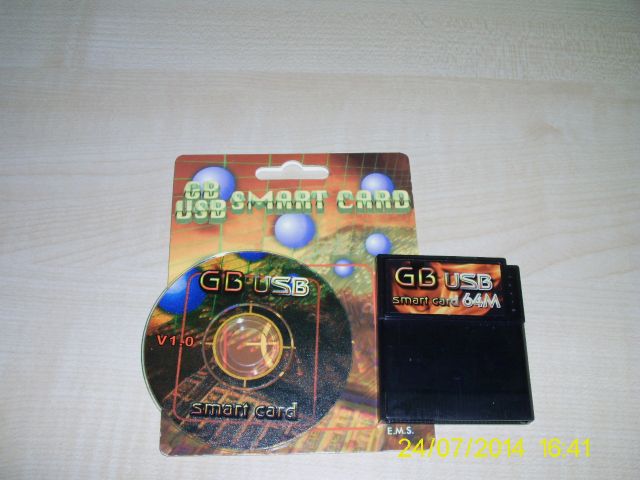 GB
USB SMART CARD
GB USB
V1.0
smart card
GB USB
smart card 64M
E.M.S.
24/07/2014 16:41